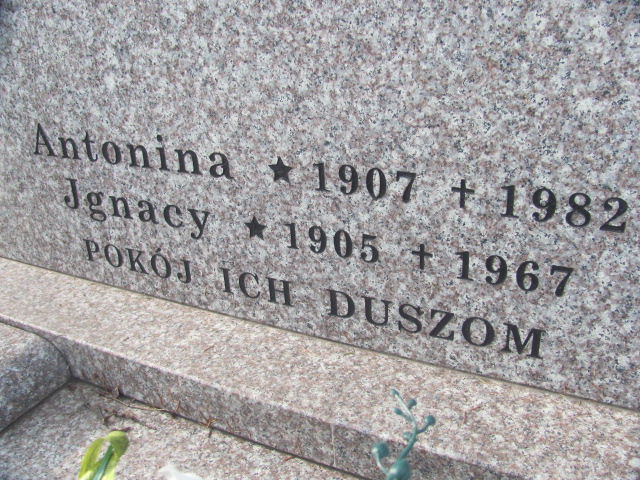 Antonina ★ 1907 + 1982
Jgnacy ★ 1905 + 1967
POKÓJ ICH DUSZOM